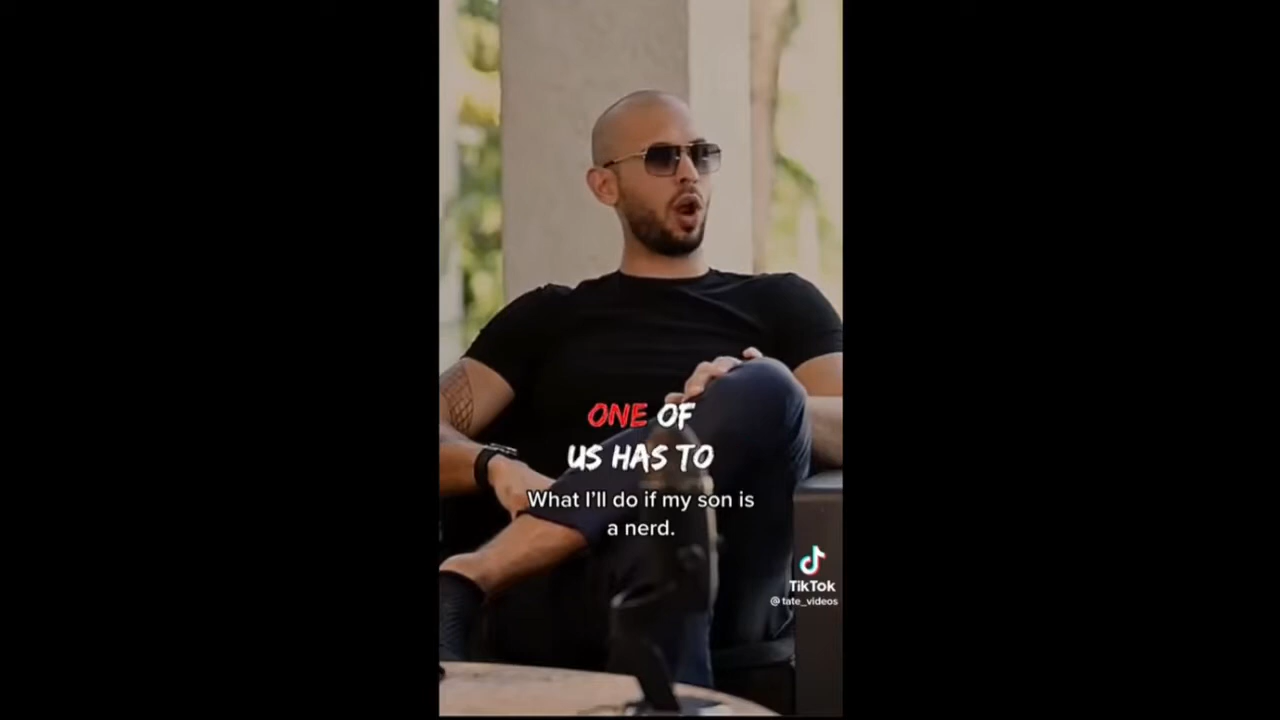 ONE OF
US HAS TO
What I'll do if my son is
a nerd.
TikTok
@tate_videos